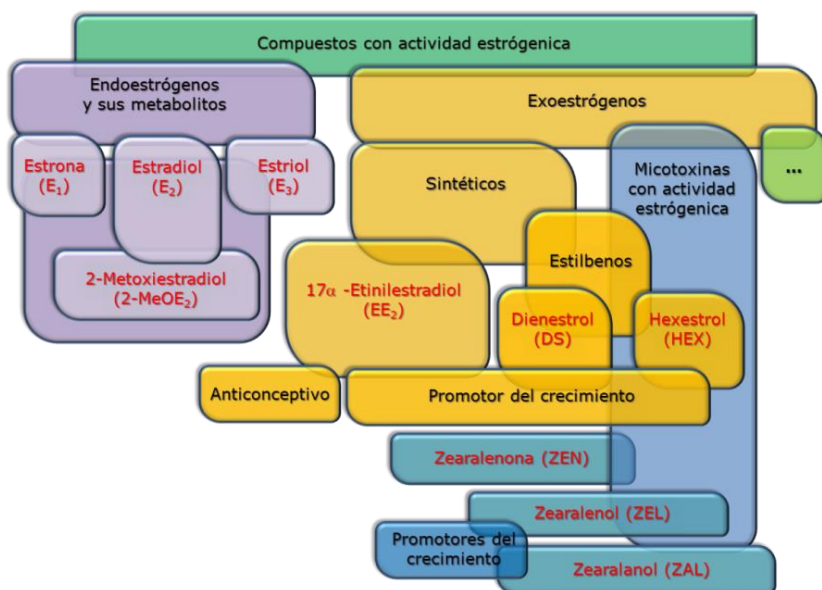 Compuestos con actividad estrógenica
Endoestrógenos
y sus metabolitos
Exoestrógenos
Estrona
(E₁)
Estradiol
(E₂)
Estriol
(E₃)
2-Metoxiestradiol
(2-MeOE₂)
Sintéticos
Micotoxinas
con actividad
estrógenica
...
Estilbenos
17α -Etinilestradiol
(EE₂)
Dienestrol
(DS)
Hexestrol
(HEX)
Anticonceptivo
Promotor del crecimiento
Zearalenona (ZEN)
Zearalenol (ZEL)
Promotores del
crecimiento
Zearalanol (ZAL)